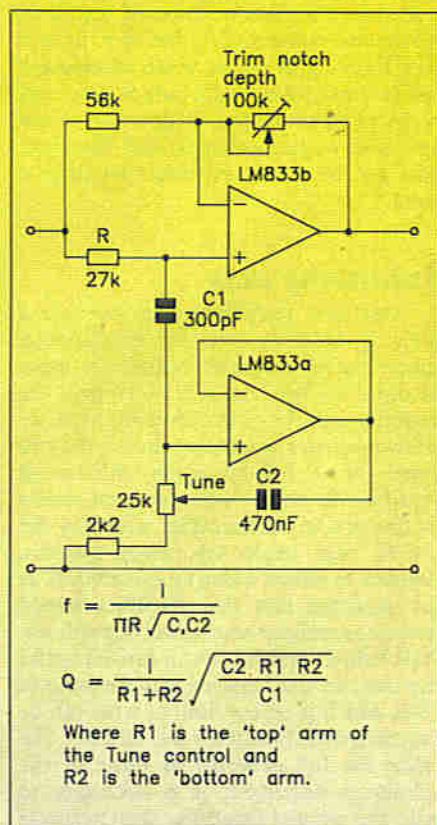 Trim notch
depth
100k
56k
LM833b
R
27k
C1
300pF
LM833a
Tune
25k
C2
470nF
2k2
f = 1 / ΠR √C,C2
Q = 1 / R1+R2 √C2 R1 R2 / C1
Where R1 is the 'top' arm of
the Tune control and
R2 is the 'bottom' arm.